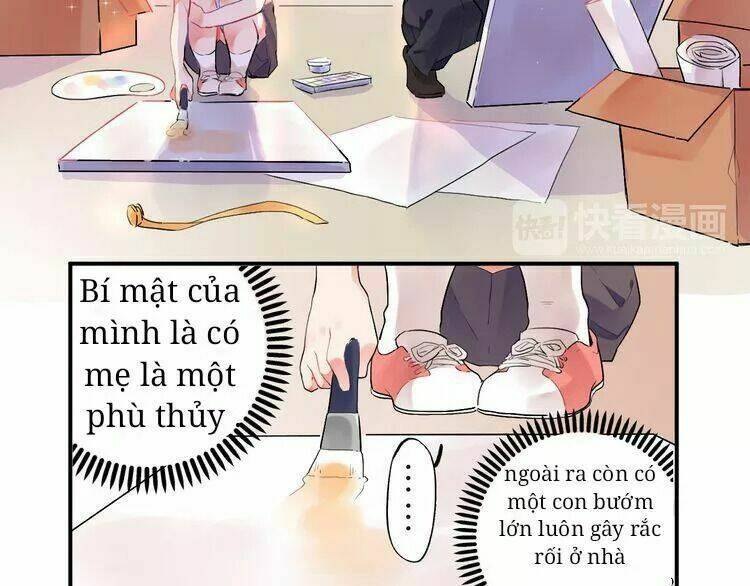 快看漫画
Bí mật của
mình là có
mẹ là một
phù thủy
......
ngoài ra còn có
một con bướm
lớn luôn gây rắc
rối ở nhà